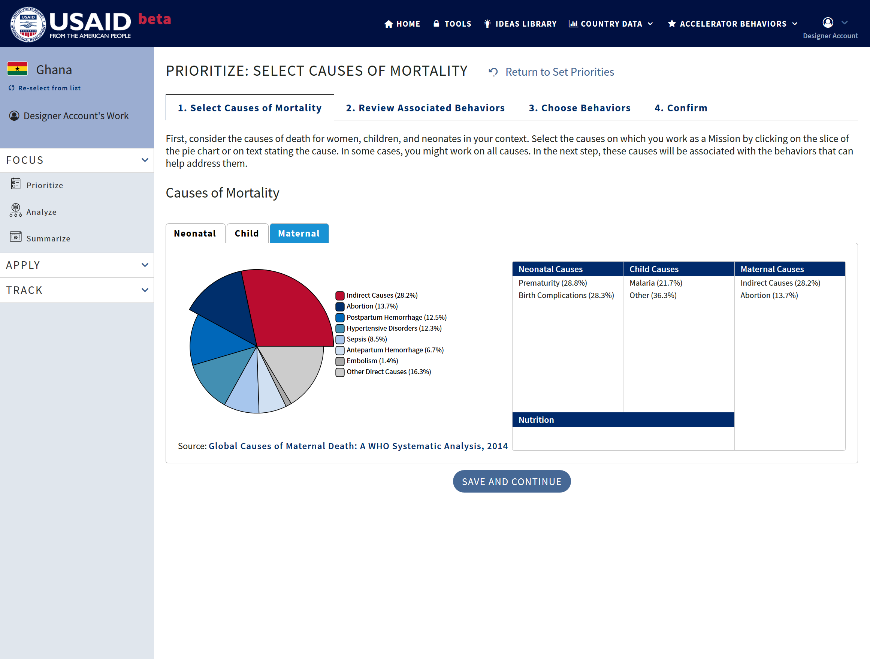 USAID beta
FROM THE AMERICAN PEOPLE
HOME TOOLS IDEAS LIBRARY COUNTRY DATA ACCELERATOR BEHAVIORS
Designer Account
Ghana
Re-select from list
Designer Account's Work
FOCUS
Prioritize
Analyze
Summarize
APPLY
TRACK
PRIORITIZE: SELECT CAUSES OF MORTALITY Return to Set Priorities
1. Select Causes of Mortality 2. Review Associated Behaviors 3. Choose Behaviors 4. Confirm
First, consider the causes of death for women, children, and neonates in your context. Select the causes on which you work as a Mission by clicking on the slice of
the pie chart or on text stating the cause. In some cases, you might work on all causes. In the next step, these causes will be associated with the behaviors that can
help address them.
Causes of Mortality
Neonatal Child Maternal
Indirect Causes (28.2%)
Abortion (13.7%)
Postpartum Hemorrhage (12.5%)
Hypertensive Disorders (12.3%)
Sepsis (8.5%)
Antepartum Hemorrhage (6.7%)
Embolism (1.4%)
Other Direct Causes (16.3%)
Source: Global Causes of Maternal Death: A WHO Systematic Analysis, 2014
Neonatal Causes Child Causes Maternal Causes
Prematurity (28.8%) Malaria (21.7%) Indirect Causes (28.2%)
Birth Complications (28.3%) Other (36.3%) Abortion (13.7%)
Nutrition
SAVE AND CONTINUE